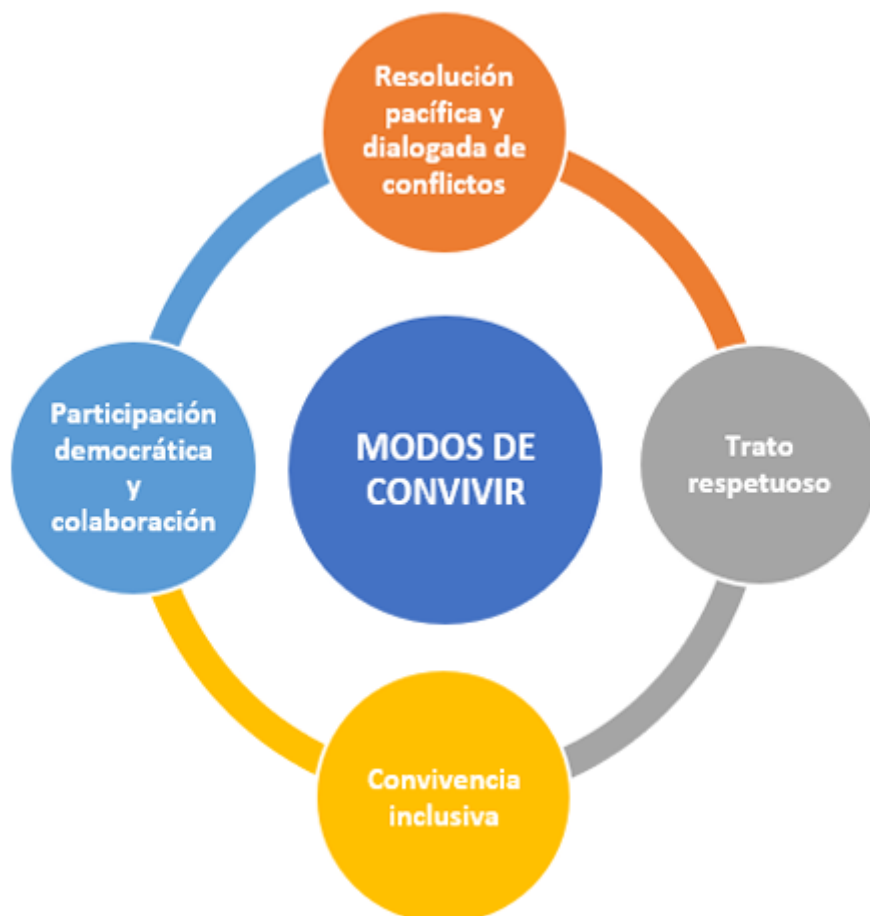 Resolución
pacífica y
dialogada de
conflictos
Participación
democrática
y
colaboración
MODOS DE
CONVIVIR
Trato
respetuoso
Convivencia
inclusiva